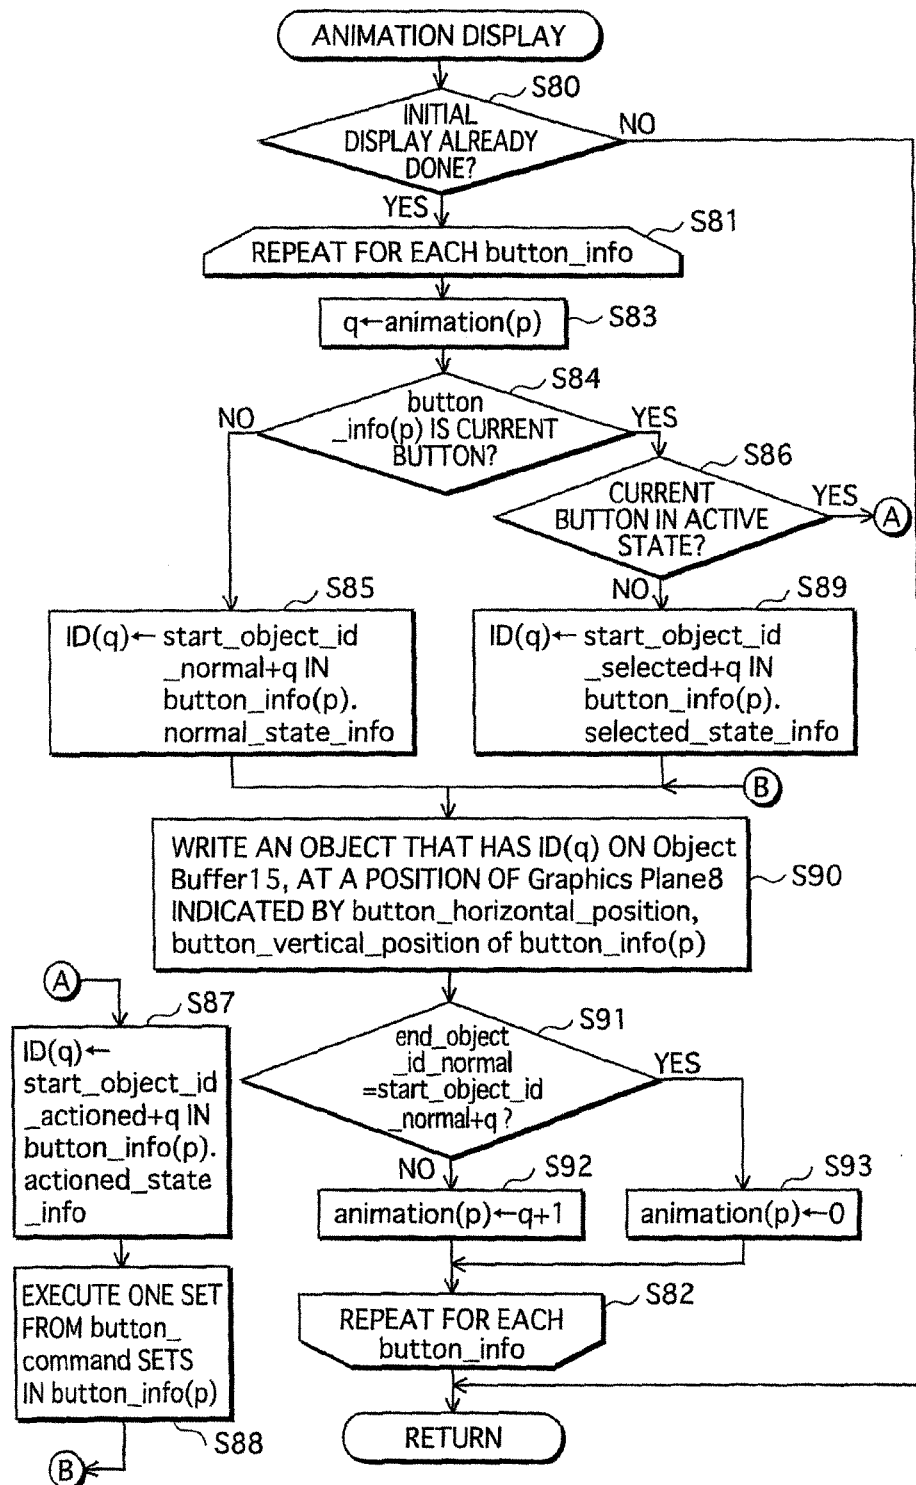 ANIMATION DISPLAY
S80
INITIAL
DISPLAY ALREADY
DONE?
NO
YES
S81
REPEAT FOR EACH button_info
q←animation(p)
S83
S84
button
_info(p) IS CURRENT
BUTTON?
NO
YES
S86
CURRENT
BUTTON IN ACTIVE
STATE?
YES
A
NO
S85
ID(q)← start_object_id
_normal+q IN
button_info(p).
normal_state_info
S89
ID(q)← start_object_id
_selected+q IN
button_info(p).
selected_state_info
B
WRITE AN OBJECT THAT HAS ID(q) ON Object
Buffer15, AT A POSITION OF Graphics Plane8
INDICATED BY button_horizontal_position,
button_vertical_position of button_info(p)
S90
A
S87
ID(q)←
start_object_id
_actioned+q IN
button_info(p).
actioned_state
_info
S91
end_object
_id_normal
=start_object_id
_normal+q ?
YES
NO
S92
animation(p)←q+1
S93
animation(p)←0
EXECUTE ONE SET
FROM button_
command SETS
IN button_info(p)
S88
B
S82
REPEAT FOR EACH
button_info
RETURN